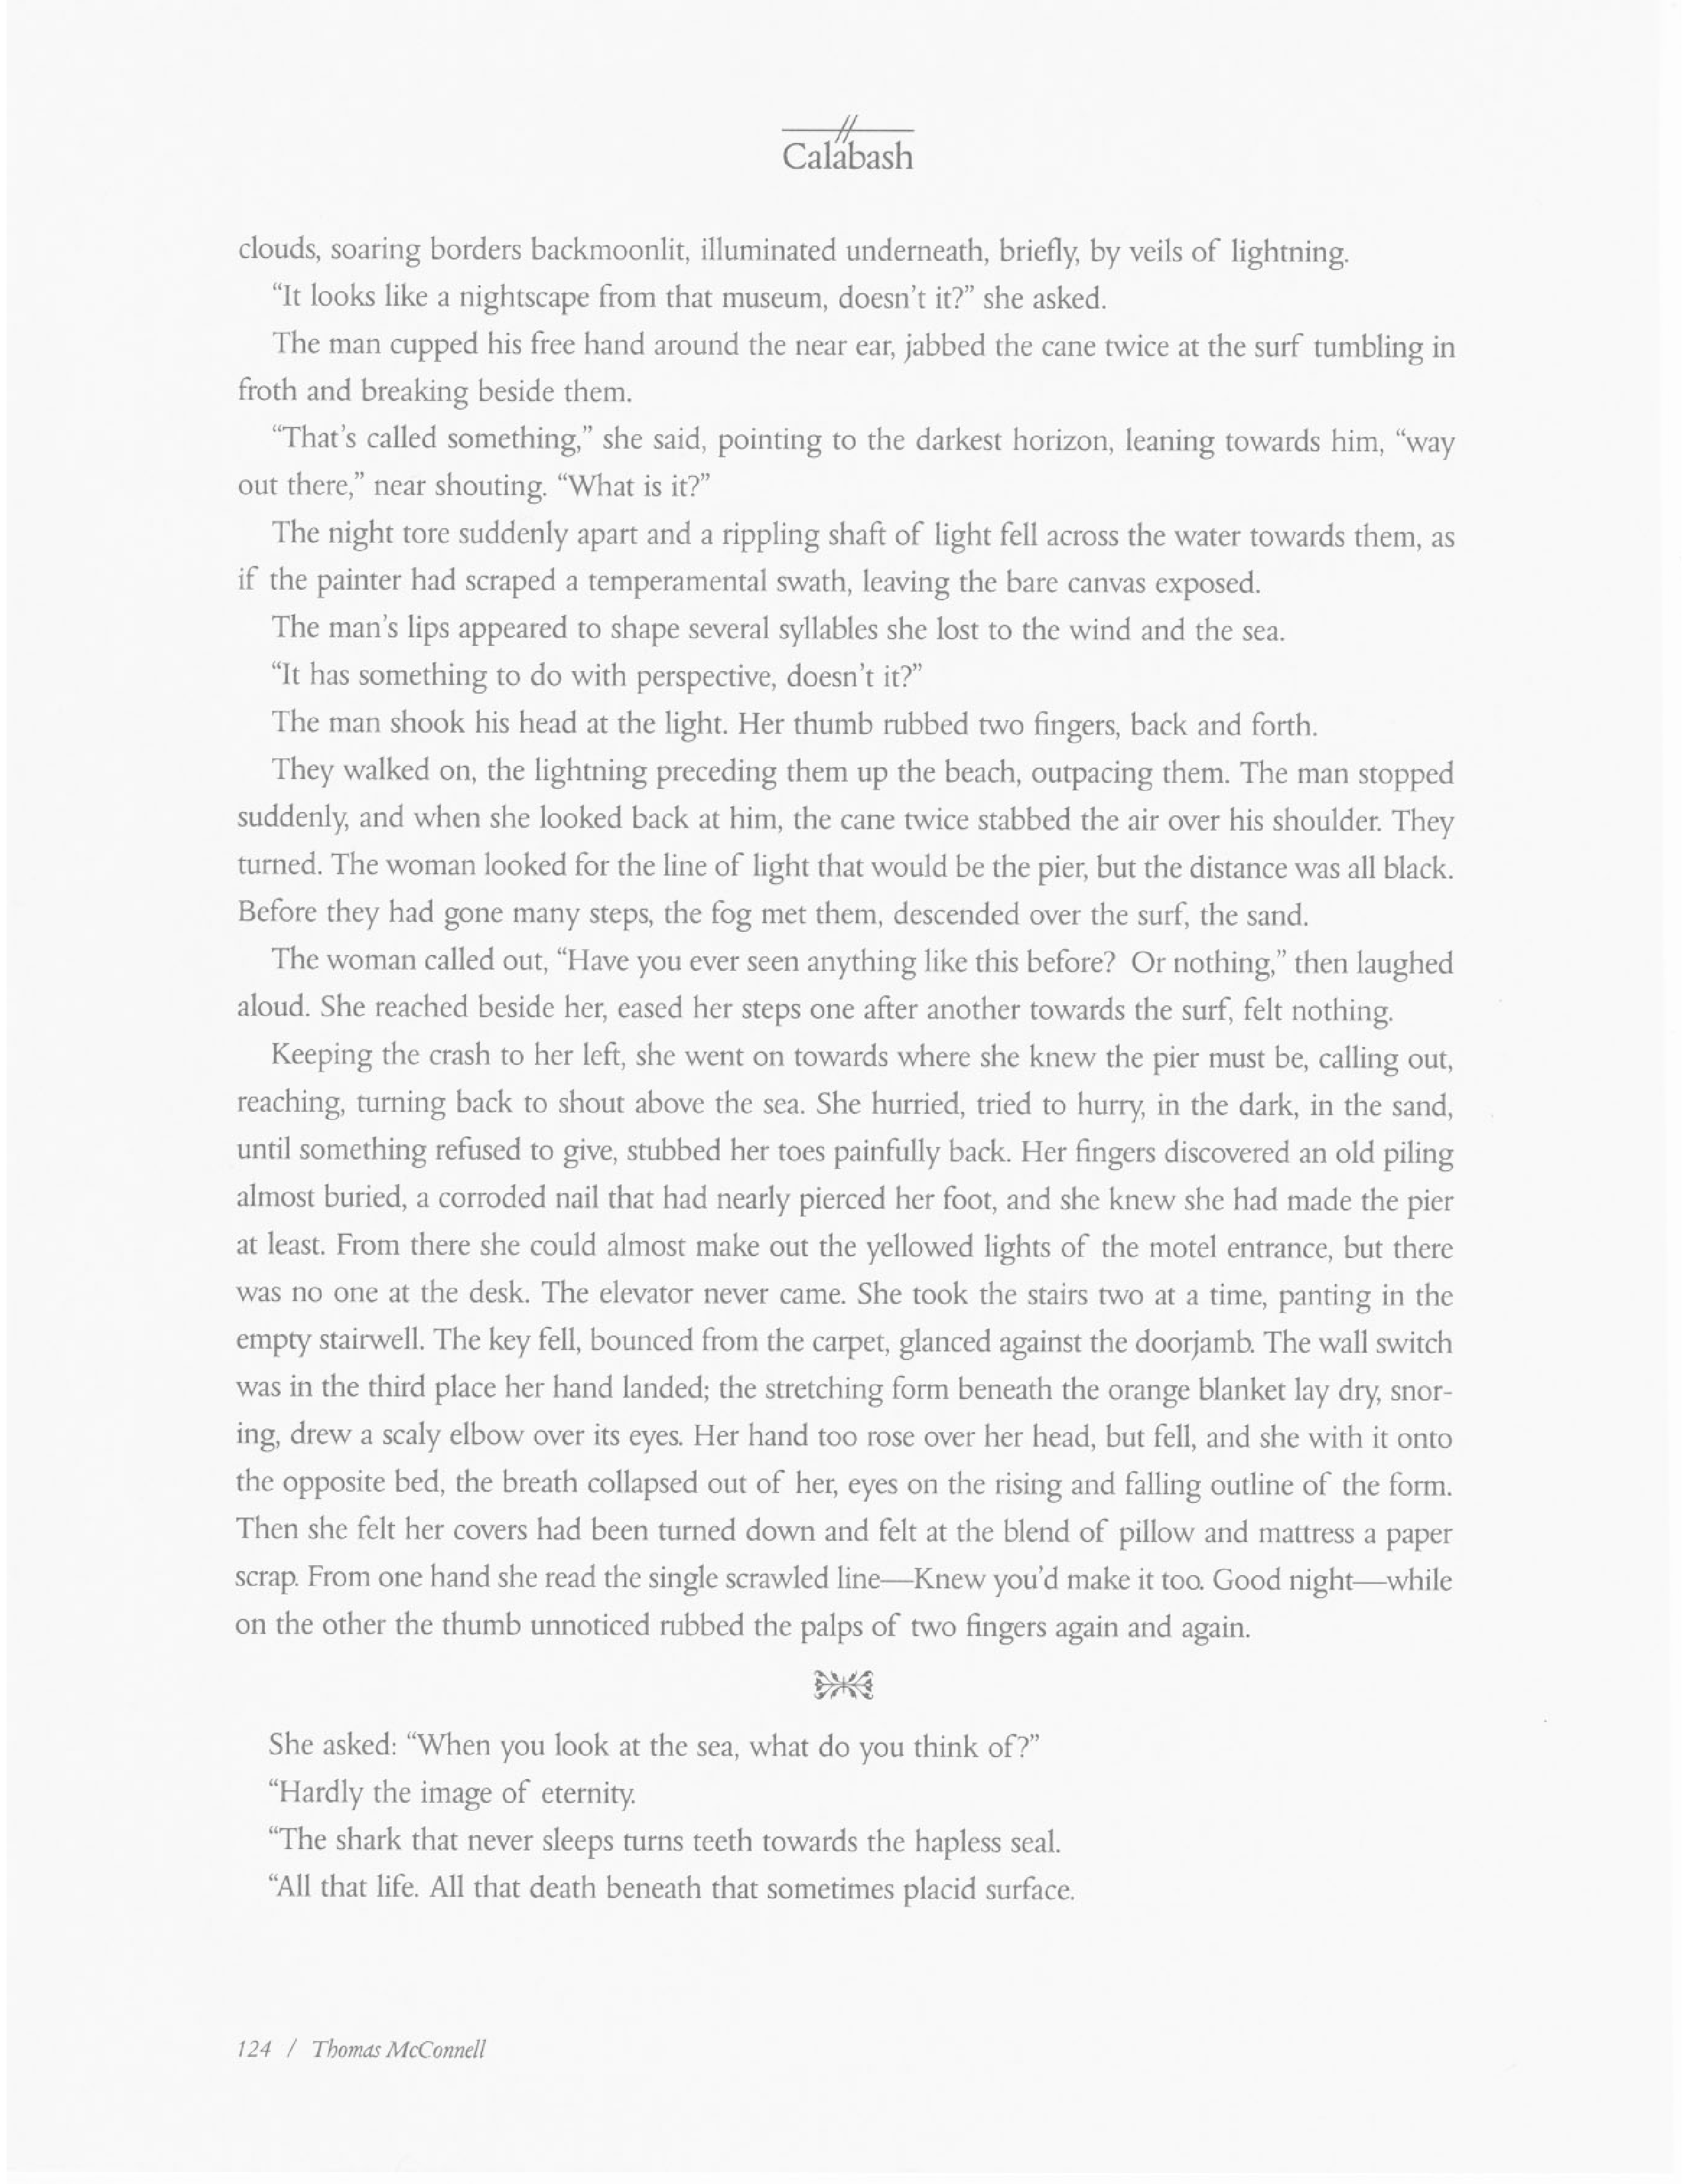 Calabash
clouds, soaring borders backmoonlit, illuminated underneath, briefly, by veils of lightning.
“It looks like a nightscape from that museum, doesn’t it?” she asked.
The man cupped his free hand around the near ear, jabbed the cane twice at the surf tumbling in
froth and breaking beside them.
“That’s called something,” she said, pointing to the darkest horizon, leaning towards him, “way
out there,” near shouting. “What is it?”
The night tore suddenly apart and a rippling shaft of light fell across the water towards them, as
if the painter had scraped a temperamental swath, leaving the bare canvas exposed.
The man’s lips appeared to shape several syllables she lost to the wind and the sea.
“It has something to do with perspective, doesn’t it?”
The man shook his head at the light. Her thumb rubbed two fingers, back and forth.
They walked on, the lightning preceding them up the beach, outpacing them. The man stopped
suddenly, and when she looked back at him, the cane twice stabbed the air over his shoulder. They
turned. The woman looked for the line of light that would be the pier, but the distance was all black.
Before they had gone many steps, the fog met them, descended over the surf, the sand.
The woman called out, “Have you ever seen anything like this before? Or nothing,” then laughed
aloud. She reached beside her, eased her steps one after another towards the surf, felt nothing.
Keeping the crash to her left, she went on towards where she knew the pier must be, calling out,
reaching, turning back to shout above the sea. She hurried, tried to hurry, in the dark, in the sand,
until something refused to give, stubbed her toes painfully back. Her fingers discovered an old piling
almost buried, a corroded nail that had nearly pierced her foot, and she knew she had made the pier
at least. From there she could almost make out the yellowed lights of the motel entrance, but there
was no one at the desk. The elevator never came. She took the stairs two at a time, panting in the
empty stairwell. The key fell, bounced from the carpet, glanced against the doorjamb. The wall switch
was in the third place her hand landed; the stretching form beneath the orange blanket lay dry, snor-
ing, drew a scaly elbow over its eyes. Her hand too rose over her head, but fell, and she with it onto
the opposite bed, the breath collapsed out of her, eyes on the rising and falling outline of the form.
Then she felt her covers had been turned down and felt at the blend of pillow and mattress a paper
scrap. From one hand she read the single scrawled line—Knew you’d make it too. Good night—while
on the other the thumb unnoticed rubbed the palps of two fingers again and again.
She asked: “When you look at the sea, what do you think of?”
“Hardly the image of eternity.
“The shark that never sleeps turns teeth towards the hapless seal.
“All that life. All that death beneath that sometimes placid surface.
124 / Thomas McConnell